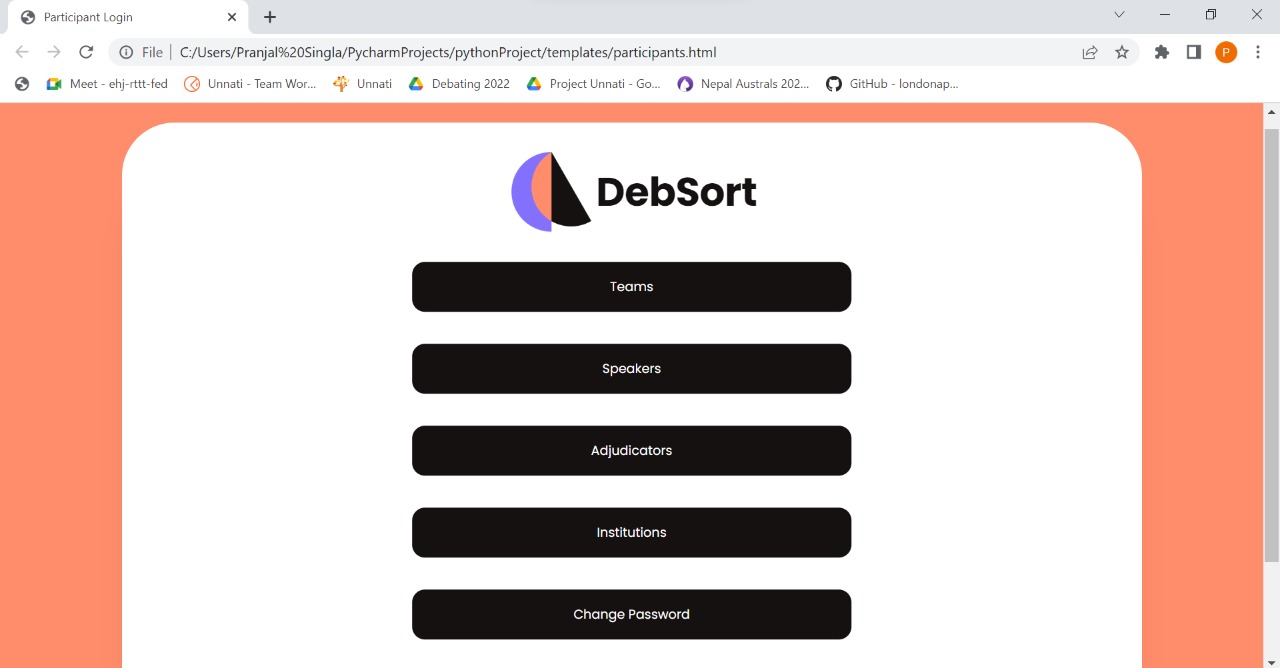 Participant Login
File | C:/Users/Pranjal%20Singla/PycharmProjects/pythonProject/templates/participants.html
P
Meet - ehj-rttt-fed
Unnati - Team Wor...
Unnati
Debating 2022
Project Unnati - Go...
Nepal Australs 202...
GitHub - londonap...
DebSort
Teams
Speakers
Adjudicators
Institutions
Change Password